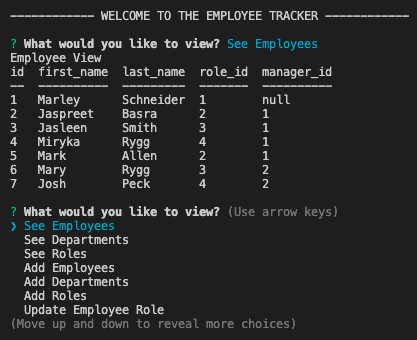 ------------ WELCOME TO THE EMPLOYEE TRACKER ------------
? What would you like to view? See Employees
Employee View
id  first_name  last_name  role_id  manager_id
--  ----------  ---------  -------  ----------
1   Marley      Schneider  1        null
2   Jaspreet    Basra      2        1
3   Jasleen     Smith      3        1
4   Miryka      Rygg       4        1
5   Mark        Allen      2        1
6   Mary        Rygg       3        2
7   Josh        Peck       4        2
? What would you like to view? (Use arrow keys)
❯ See Employees
  See Departments
  See Roles
  Add Employees
  Add Departments
  Add Roles
  Update Employee Role
(Move up and down to reveal more choices)